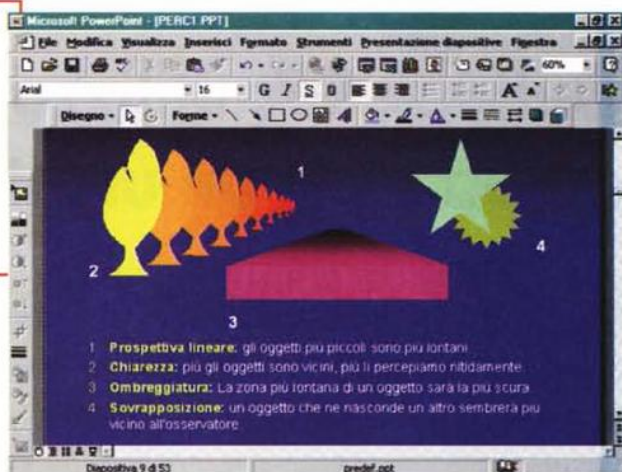 Microsoft PowerPoint - [PERC1.PPT]
File Modifica Visualizza Inserisci Formato Strumenti Presentazione diapositive Finestra
60%
Arial 16 G I S
Disegno Forme
1
2
3
4
1 Prospettiva lineare: gli oggetti più piccoli sono più lontani
2 Chiarezza: più gli oggetti sono vicini, più li percepiamo nitidamente.
3 Ombreggiatura: La zona più lontana di un oggetto sarà la più scura
4 Sovrapposizione: un oggetto che ne nasconde un altro sembrerà più
vicino all'osservatore.
Diapositiva 9 di 53 predef.pot